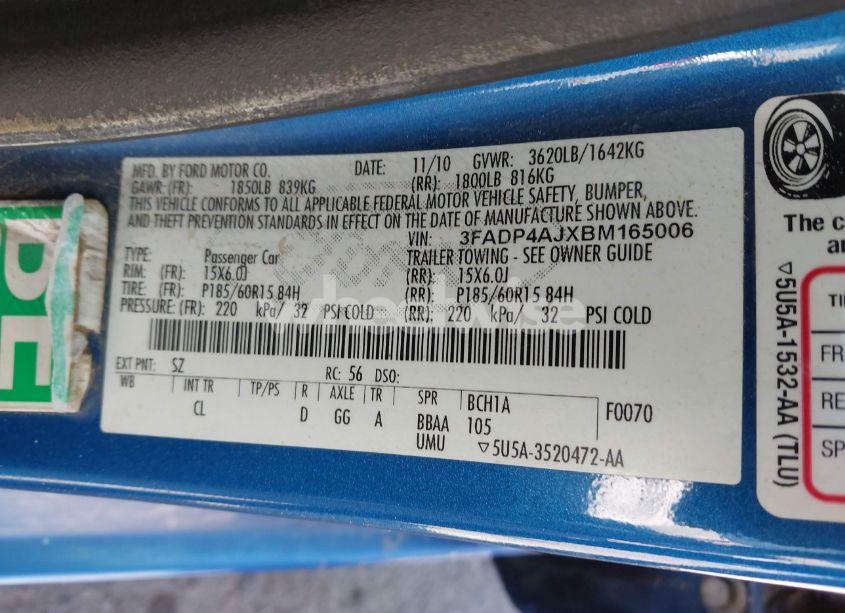 MFD. BY FORD MOTOR CO. DATE: 11/10 GVWR: 3620LB/1642KG
GAWR: (FR): 1850LB 839KG (RR): 1800LB 816KG
THIS VEHICLE CONFORMS TO ALL APPLICABLE FEDERAL MOTOR VEHICLE SAFETY, BUMPER,
AND THEFT PREVENTION STANDARDS IN EFFECT ON THE DATE OF MANUFACTURE SHOWN ABOVE.
VIN: 3FADP4AJXBM165006
TYPE: Passenger Car TRAILER TOWING - SEE OWNER GUIDE
RIM: (FR): 15X6.0J (RR): 15X6.0J
TIRE: (FR): P185/60R15 84H (RR): P185/60R15 84H
PRESSURE: (FR): 220 kPa/ 32 PSI COLD (RR): 220 kPa/ 32 PSI COLD
EXT PNT: SZ RC: 56 DSO:
WB INT TR TP/PS R AXLE TR SPR BCH1A F0070
CL D GG A BBAA 105
UMU ▽5U5A-3520472-AA
The c
an
▽5U5A-1532-AA (TLU)
TI
FR
RE
SP